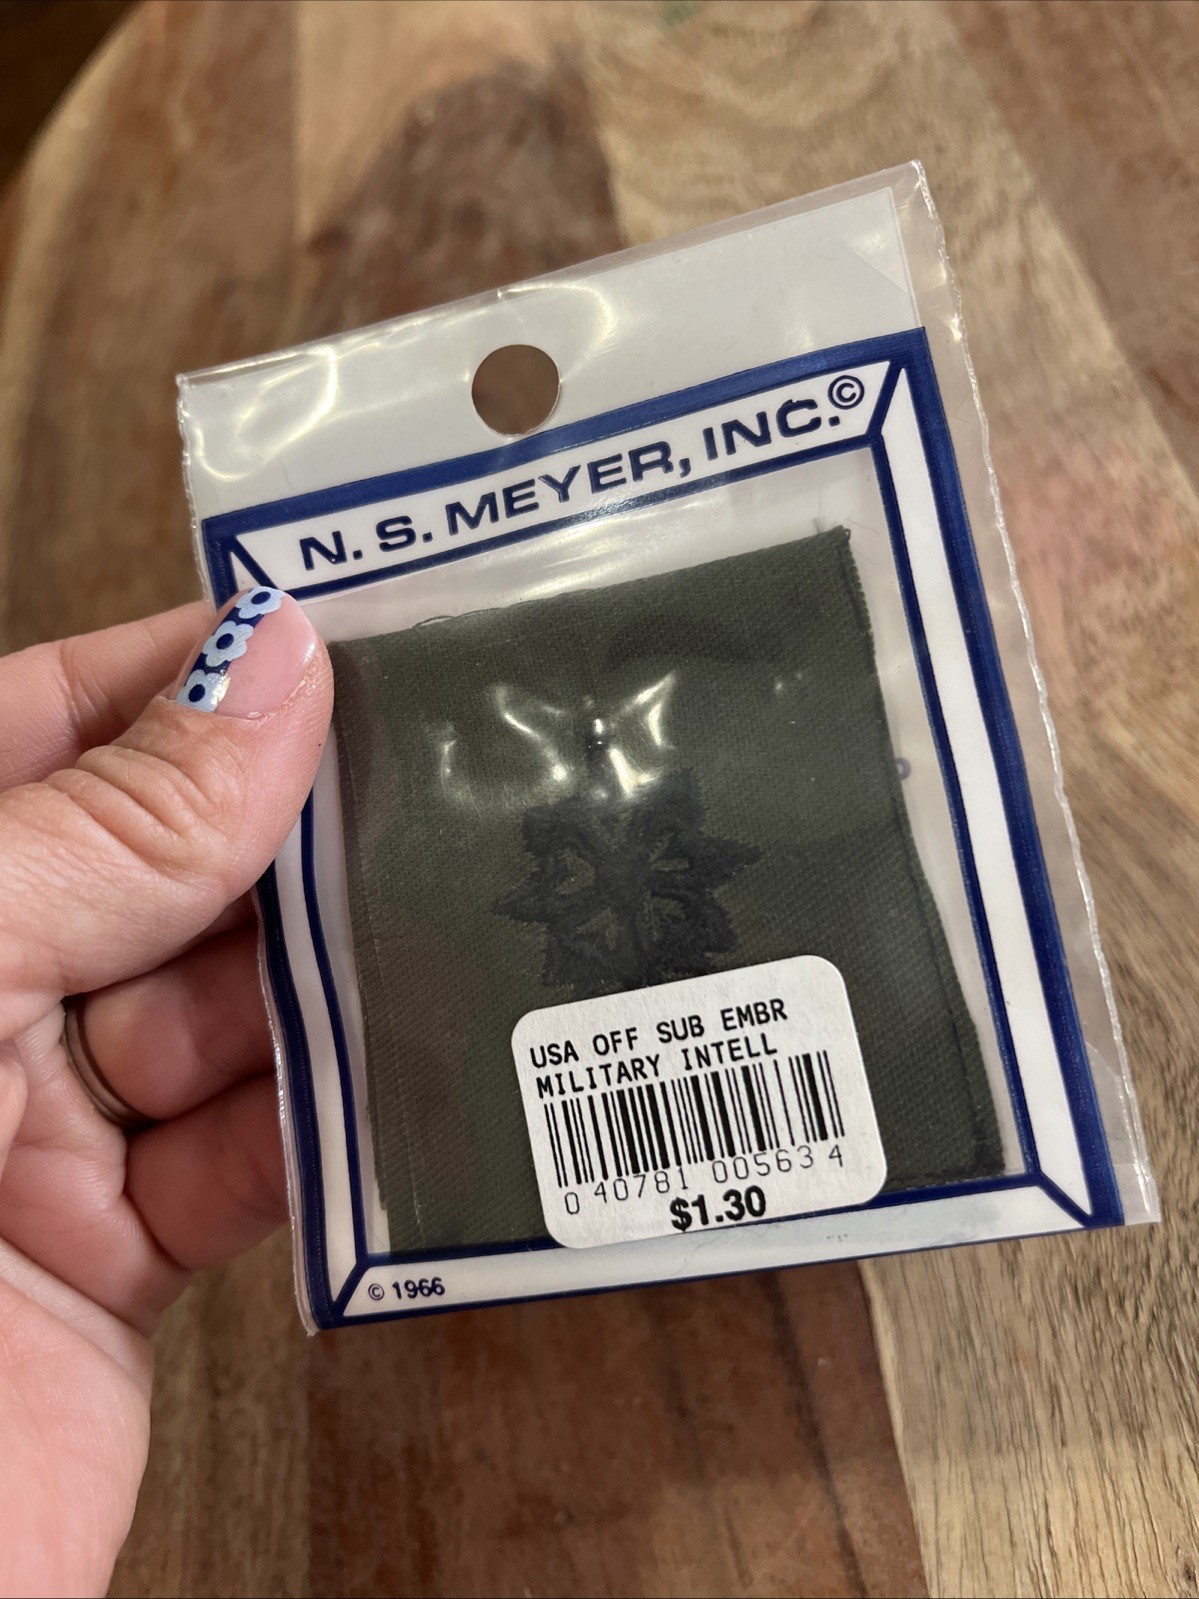 N. S. MEYER, INC.©
USA OFF SUB EMBR
MILITARY INTELL
0 40781 00563 4
$1.30
© 1966